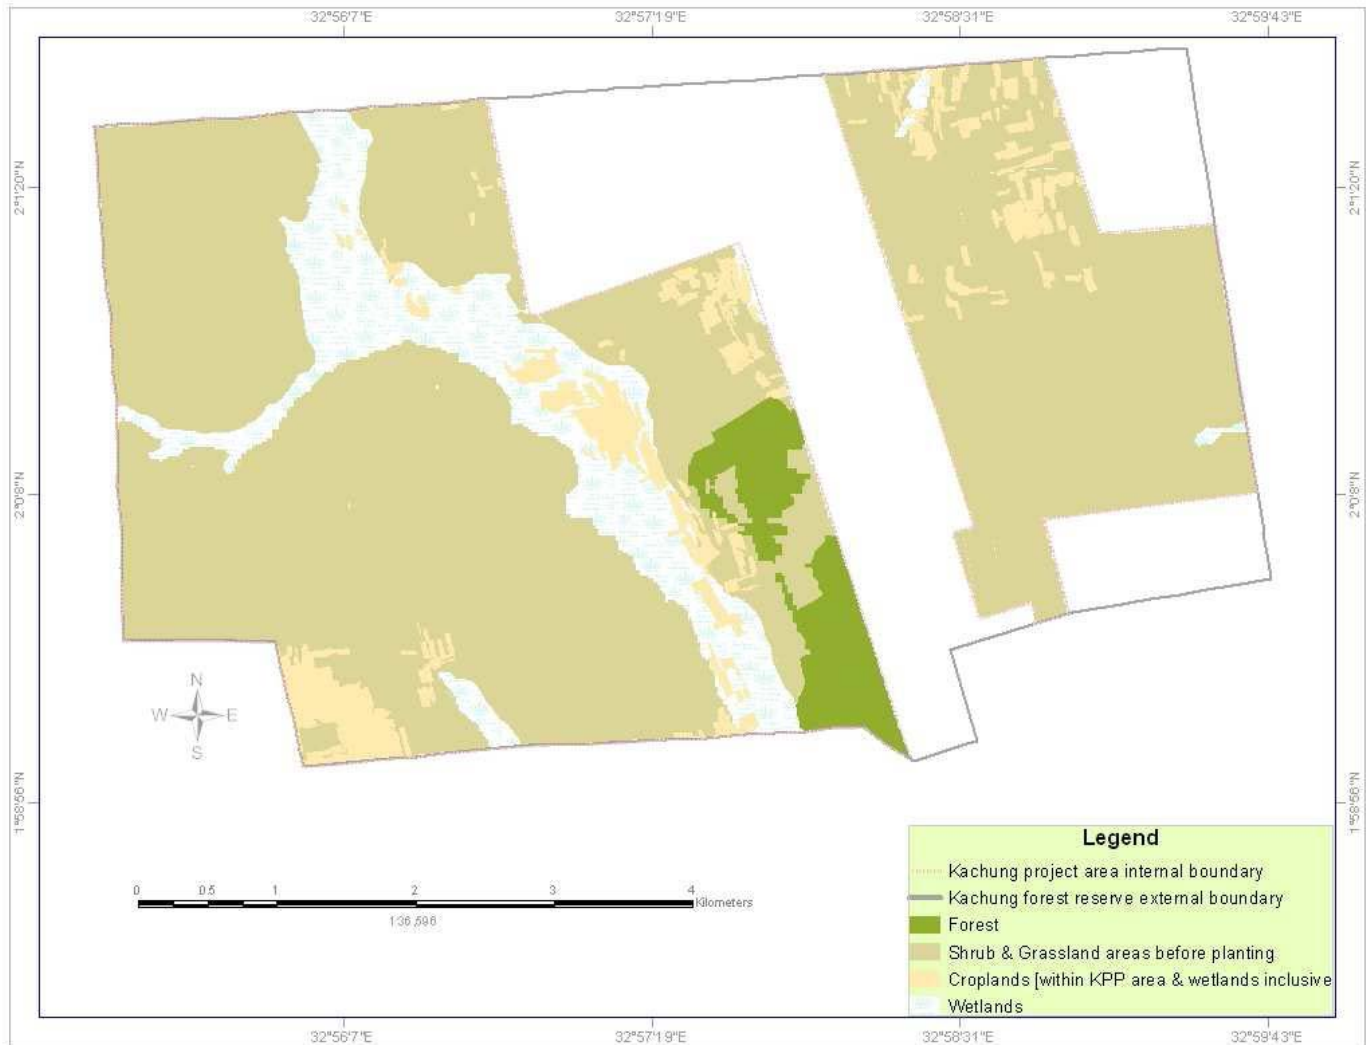 32°56'7"E 32°57'19"E 32°58'31"E 32°59'43"E
2°1'20"N 2°1'20"N
2°0'8"N 2°0'8"N
N
W E
S
1°58'56"N 1°58'56"N
Legend
Kachung project area internal boundary
Kachung forest reserve external boundary
Forest
Shrub & Grassland areas before planting
Croplands [within KPP area & wetlands inclusive
Wetlands
0 0.5 1 2 3 4
Kilometers
1:36,596
32°56'7"E 32°57'19"E 32°58'31"E 32°59'43"E